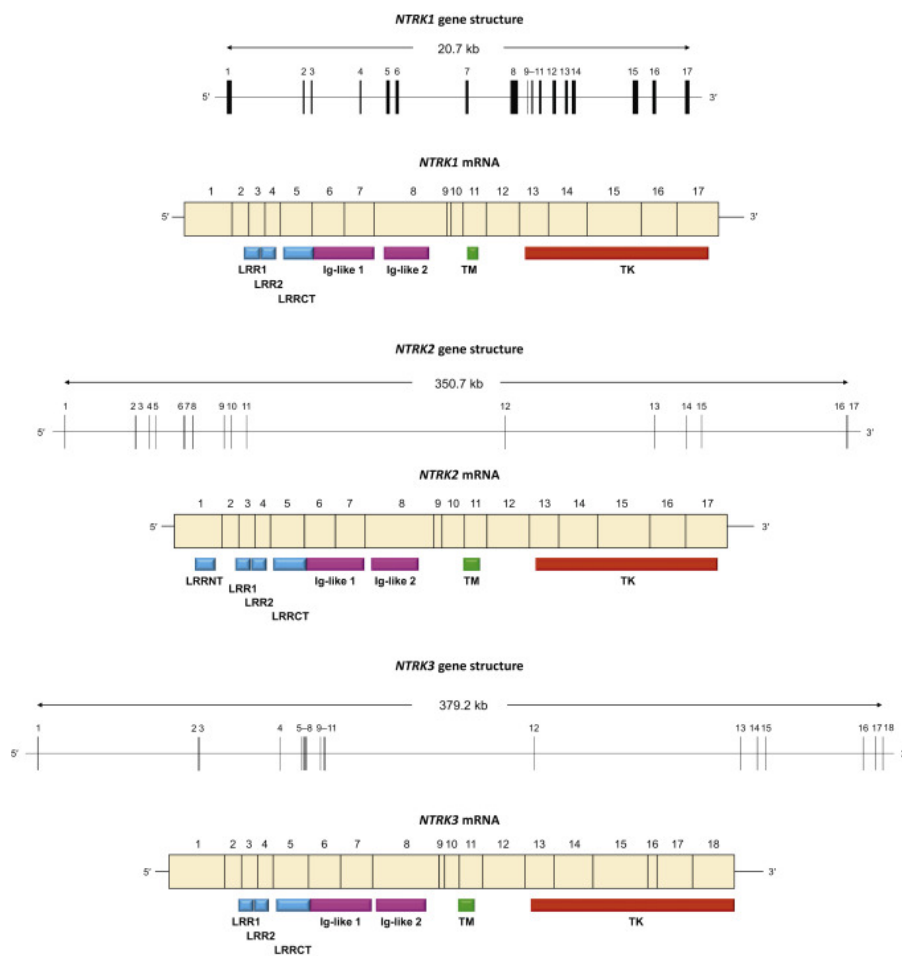 NTRK1 gene structure
20.7 kb
1 2 3 4 5 6 7 8 9–11 12 13 14 15 16 17
5′ 3′
NTRK1 mRNA
1 2 3 4 5 6 7 8 9 10 11 12 13 14 15 16 17
5′ 3′
LRR1 Ig-like 1 Ig-like 2 TM TK
LRR2
LRRCT
NTRK2 gene structure
350.7 kb
1 2 3 4 5 6 7 8 9 10 11 12 13 14 15 16 17
5′ 3′
NTRK2 mRNA
1 2 3 4 5 6 7 8 9 10 11 12 13 14 15 16 17
5′ 3′
LRRNT LRR1 Ig-like 1 Ig-like 2 TM TK
LRR2
LRRCT
NTRK3 gene structure
379.2 kb
1 2 3 4 5–8 9–11 12 13 14 15 16 17 18
5′ 3′
NTRK3 mRNA
1 2 3 4 5 6 7 8 9 10 11 12 13 14 15 16 17 18
5′ 3′
LRR1 Ig-like 1 Ig-like 2 TM TK
LRR2
LRRCT